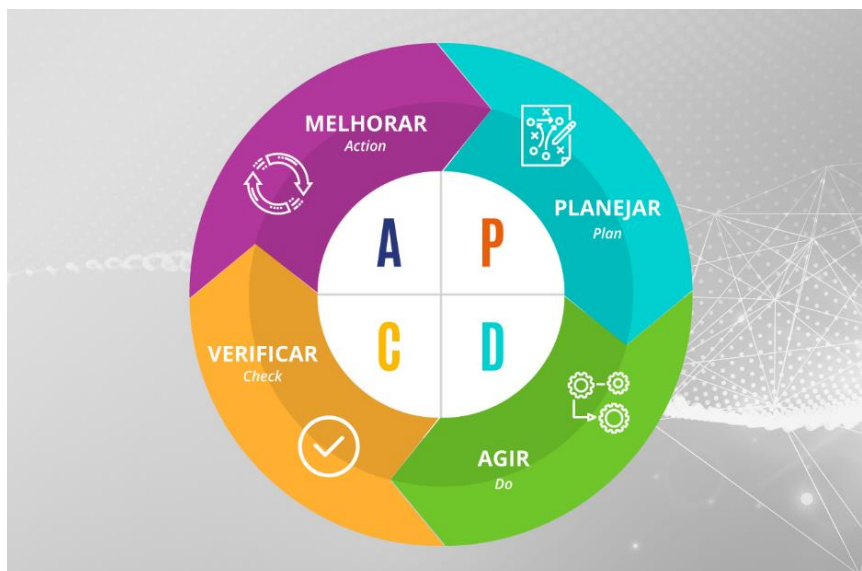 MELHORAR
Action
PLANEJAR
Plan
A P
C D
VERIFICAR
Check
AGIR
Do